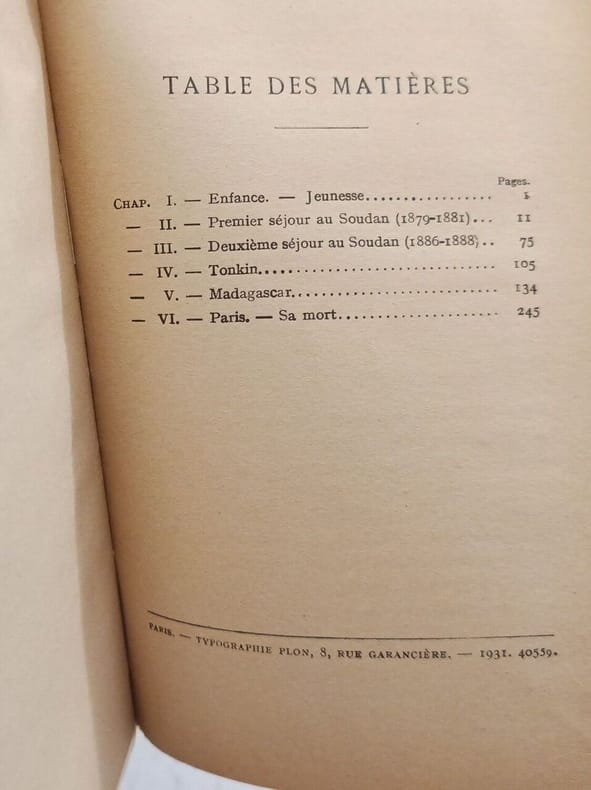 TABLE DES MATIÈRES
Pages.
CHAP. I. — Enfance. — Jeunesse................. 1
— II. — Premier séjour au Soudan (1879-1881)... 11
— III. — Deuxième séjour au Soudan (1886-1888).. 75
— IV. — Tonkin................................ 105
— V. — Madagascar............................ 134
— VI. — Paris. — Sa mort...................... 245
PARIS. — TYPOGRAPHIE PLON, 8, RUE GARANCIÈRE. — 1931. 40559.